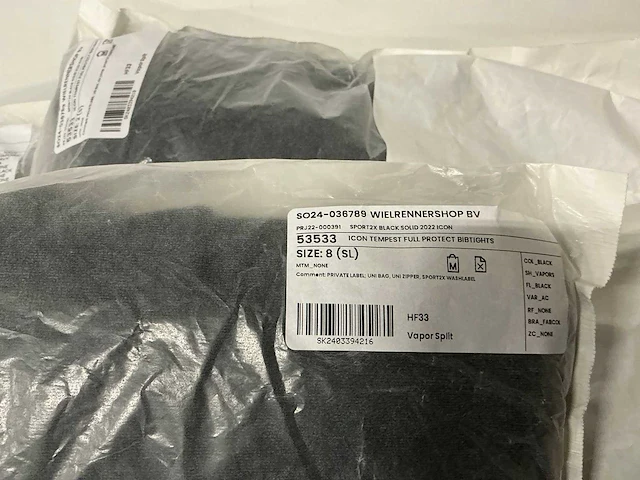 SO24-036789 WIELRENNERSHOP BV
PRJ22-000391 SPORT2X BLACK SOLID 2022 ICON
53533 ICON TEMPEST FULL PROTECT BIBTIGHTS
SIZE: 8 (SL)
MTM_NONE
Comment: PRIVATE LABEL; UNI BAG, UNI ZIPPER, SPORT2X WASHLABEL
M X
COL_BLACK
SH_VAPORS
FL_BLACK
VAR_AC
RF_NONE
BRA_FABCOL
ZC_NONE
HF33
Vapor Split
SK2403394216